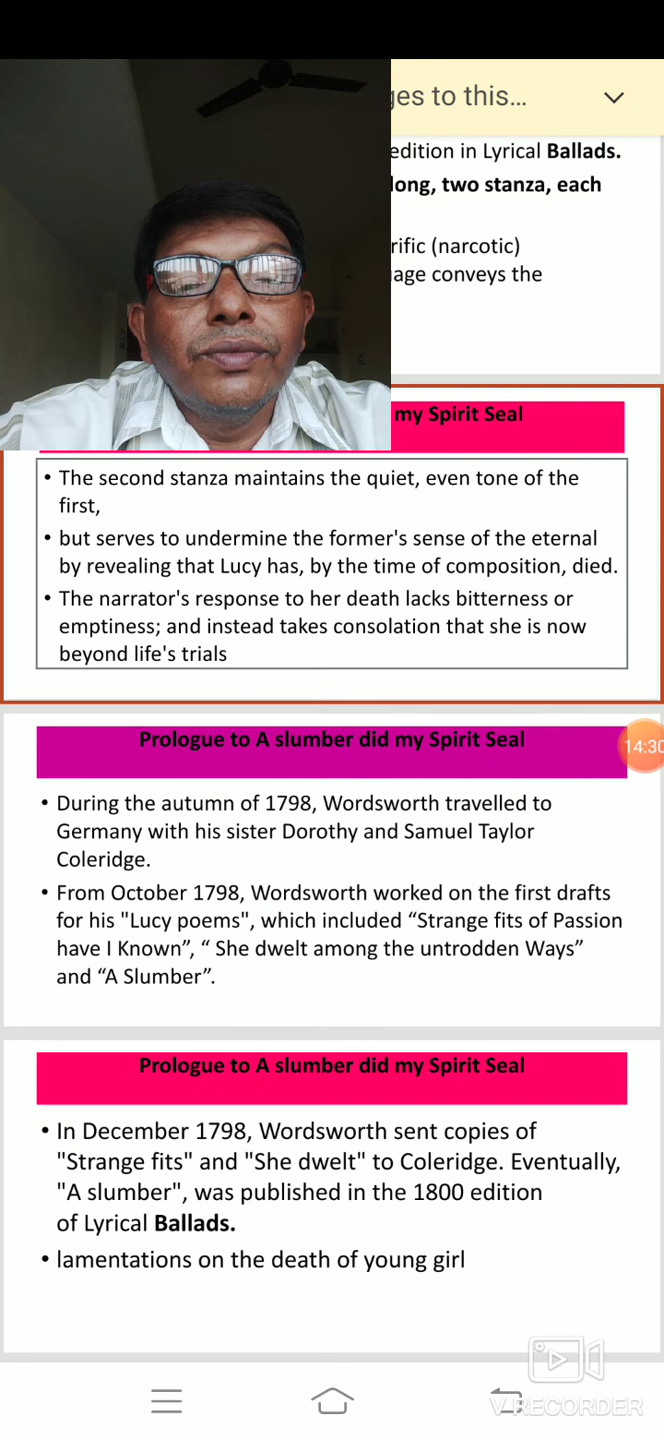 ges to this...
edition in Lyrical Ballads.
long, two stanza, each
rific (narcotic)
age conveys the
my Spirit Seal
• The second stanza maintains the quiet, even tone of the
first,
• but serves to undermine the former's sense of the eternal
by revealing that Lucy has, by the time of composition, died.
• The narrator's response to her death lacks bitterness or
emptiness; and instead takes consolation that she is now
beyond life's trials
Prologue to A slumber did my Spirit Seal
14:30
• During the autumn of 1798, Wordsworth travelled to
Germany with his sister Dorothy and Samuel Taylor
Coleridge.
• From October 1798, Wordsworth worked on the first drafts
for his "Lucy poems", which included “Strange fits of Passion
have I Known”, “ She dwelt among the untrodden Ways”
and “A Slumber”.
Prologue to A slumber did my Spirit Seal
• In December 1798, Wordsworth sent copies of
"Strange fits" and "She dwelt" to Coleridge. Eventually,
"A slumber", was published in the 1800 edition
of Lyrical Ballads.
• lamentations on the death of young girl
V RECORDER